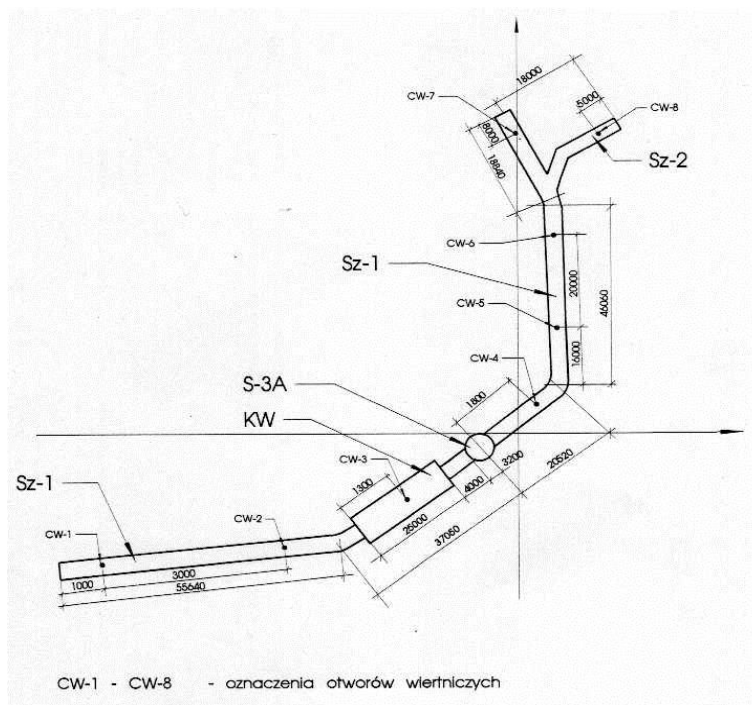 18000
CW-7
5000
CW-8
8000
18840
Sz-2
CW-6
Sz-1
20000
46060
CW-5
16000
CW-4
S-3A
1800
KW
CW-3
3200
20520
4000
1300
Sz-1
25000
37050
CW-2
CW-1
1000
3000
55640
CW-1 - CW-8 - oznaczenia otworów wiertniczych